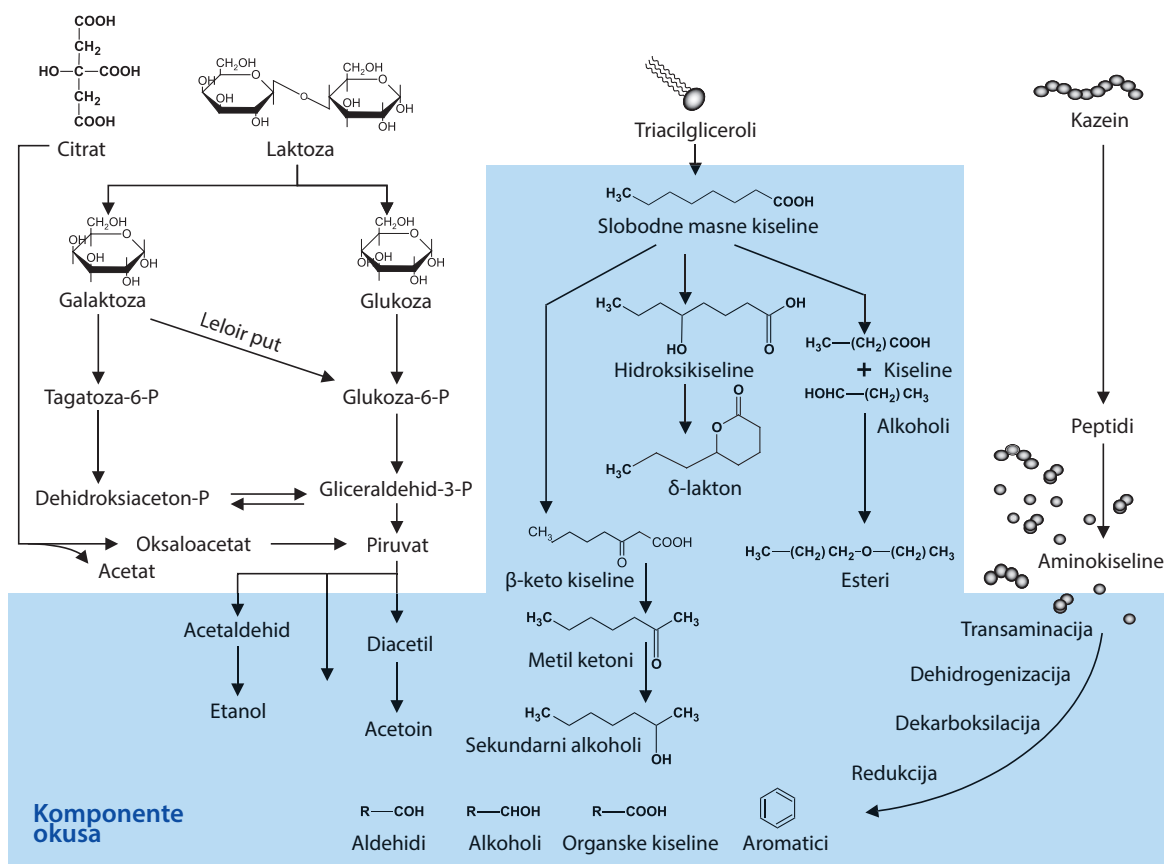 COOH
CH2
HO—C—COOH
CH2
COOH
Citrat
CH2OH
O
OH
OH
OH
O
CH2OH
O
OH
OH
OH
Laktoza
Triacilgliceroli
Kazein
CH2OH
O
OH
OH
OH
OH
Galaktoza
CH2OH
O
OH
OH
OH
OH
Glukoza
Leloir put
Tagatoza-6-P
Glukoza-6-P
Dehidroksiaceton-P
Gliceraldehid-3-P
Oksaloacetat
Piruvat
Acetat
Acetaldehid
Diacetil
Etanol
Acetoin
H3C
COOH
Slobodne masne kiseline
H3C
OH
HO
O
Hidroksikiseline
O
O
H3C
δ-lakton
H3C—(CH2)COOH
+ Kiseline
HOHC—(CH2)CH3
Alkoholi
H3C—(CH2)CH2—O—(CH2)CH3
Esteri
CH3
COOH
O
β-keto kiseline
H3C
CH3
O
Metil ketoni
H3C
CH3
OH
Sekundarni alkoholi
Peptidi
Aminokiseline
Transaminacija
Dehidrogenizacija
Dekarboksilacija
Redukcija
Komponente
okusa
R—COH
Aldehidi
R—CHOH
Alkoholi
R—COOH
Organske kiseline
Aromatici